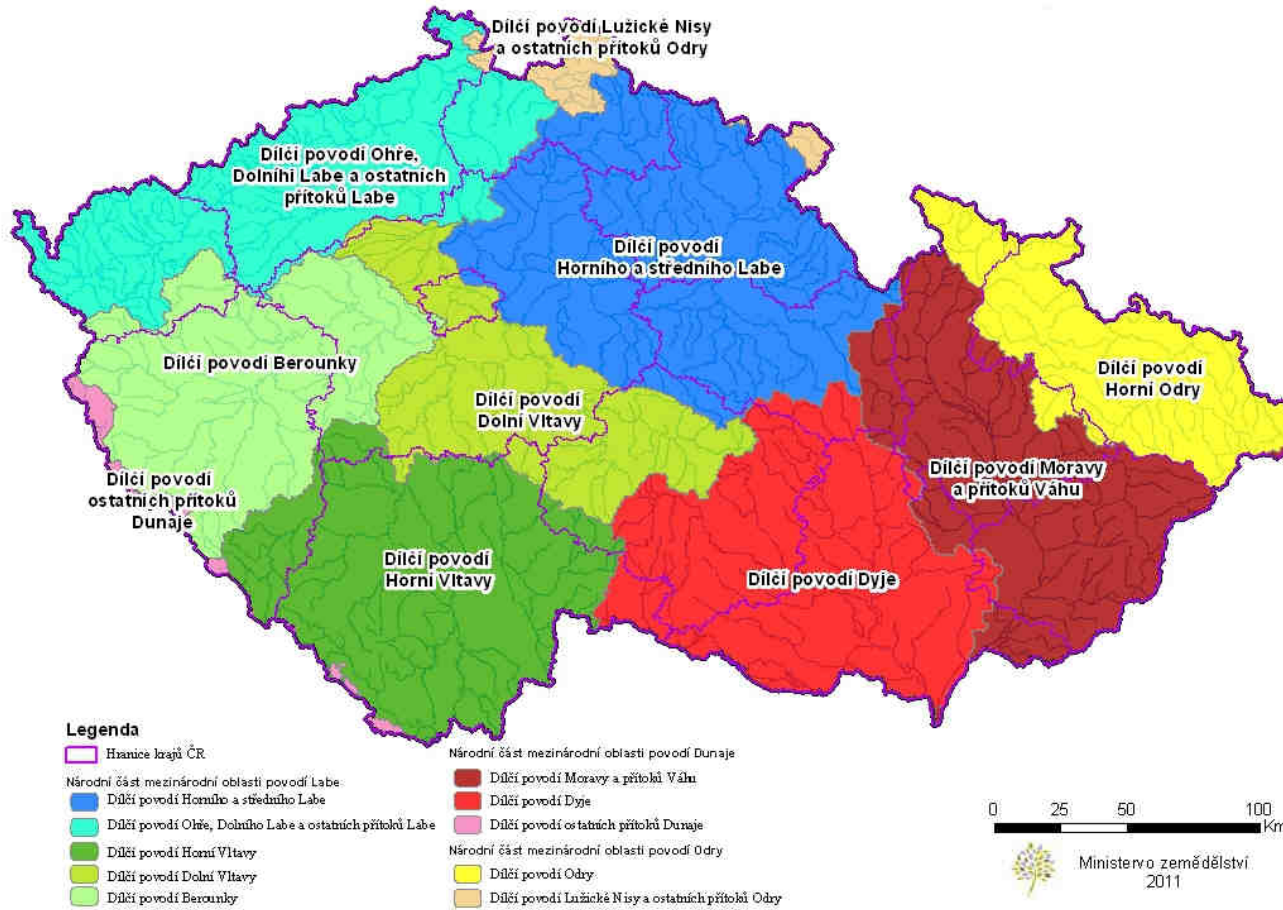 Dílčí povodí Lužické Nisy
a ostatních přítoků Odry
Dílčí povodí Ohře,
Dolníhi Labe a ostatních
přítoků Labe
Dílčí povodí
Horního a středního Labe
Dílčí povodí Berounky
Dílčí povodí
Horní Odry
Dílčí povodí
Dolní Vltavy
Dílčí povodí Moravy
a přítoků Váhu
Dílčí povodí
ostatních přítoků
Dunaje
Dílčí povodí
Horní Vltavy
Dílčí povodí Dyje
Legenda
Hranice krajů ČR
Národní část mezinárodní oblasti povodí Labe
Dílčí povodí Horního a středního Labe
Dílčí povodí Ohře, Dolního Labe a ostatních přítoků Labe
Dílčí povodí Horní Vltavy
Dílčí povodí Dolní Vltavy
Dílčí povodí Berounky
Národní část mezinárodní oblasti povodí Dunaje
Dílčí povodí Moravy a přítoků Váhu
Dílčí povodí Dyje
Dílčí povodí ostatních přítoků Dunaje
Národní část mezinárodní oblasti povodí Odry
Dílčí povodí Odry
Dílčí povodí Lužické Nisy a ostatních přítoků Odry
0 25 50 100
Km
Ministervo zemědělství
2011